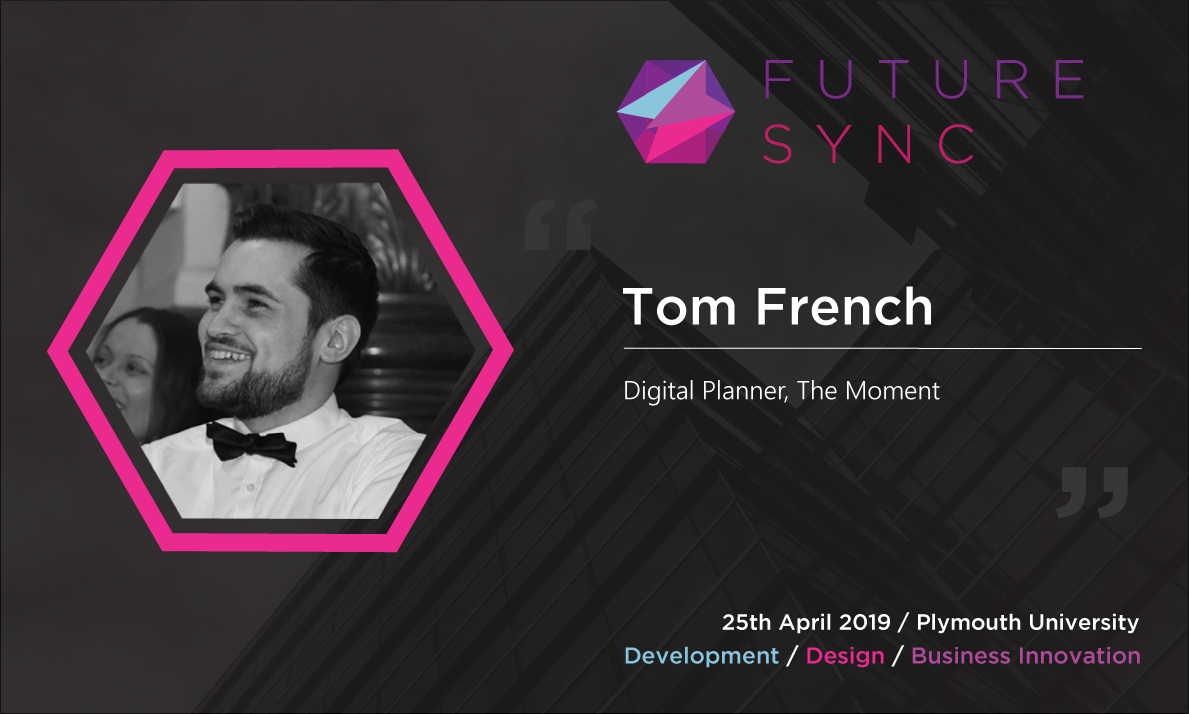 FUTURE
SYNC
“
Tom French
Digital Planner, The Moment
”
25th April 2019 / Plymouth University
Development / Design / Business Innovation